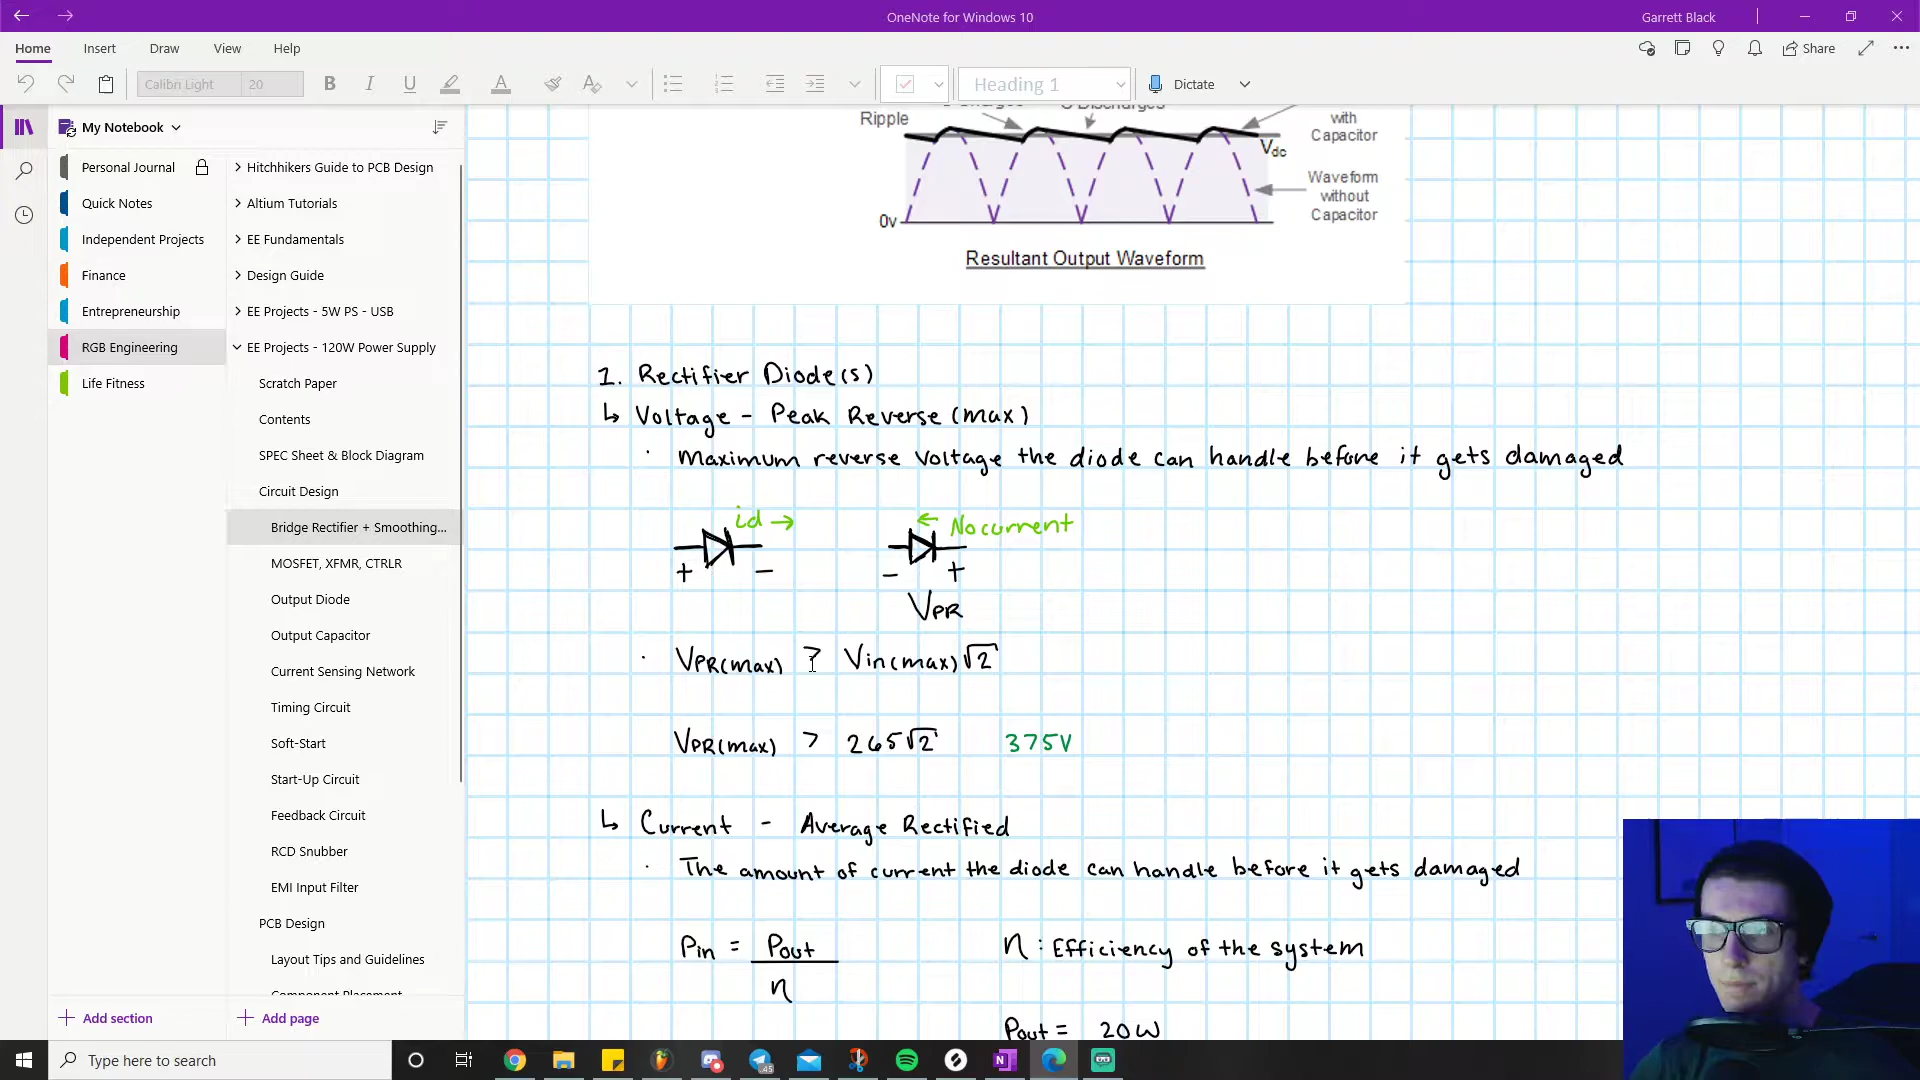 OneNote for Windows 10
Garrett Black
Home
Insert
Draw
View
Help
Share
Calibri Light
20
B
I
U
A
Heading 1
Dictate
My Notebook
Personal Journal
Quick Notes
Independent Projects
Finance
Entrepreneurship
RGB Engineering
Life Fitness
Hitchhikers Guide to PCB Design
Altium Tutorials
EE Fundamentals
Design Guide
EE Projects - 5W PS - USB
EE Projects - 120W Power Supply
Scratch Paper
Contents
SPEC Sheet & Block Diagram
Circuit Design
Bridge Rectifier + Smoothing...
MOSFET, XFMR, CTRLR
Output Diode
Output Capacitor
Current Sensing Network
Timing Circuit
Soft-Start
Start-Up Circuit
Feedback Circuit
RCD Snubber
EMI Input Filter
PCB Design
Layout Tips and Guidelines
Component Placement
Add section
Add page
C Charges
C Discharges
Ripple
with
Capacitor
Vdc
Waveform
without
Capacitor
0v
Resultant Output Waveform
1. Rectifier Diode(s)
↳ Voltage - Peak Reverse (max)
· Maximum reverse voltage the diode can handle before it gets damaged
id →
← No current
+ -
- +
VPR
· VPR(max) > Vin(max)√2
VPR(max) > 265√2 375V
↳ Current - Average Rectified
· The amount of current the diode can handle before it gets damaged
Pin = Pout
n
n : Efficiency of the system
Pout = 20W
Type here to search
.45